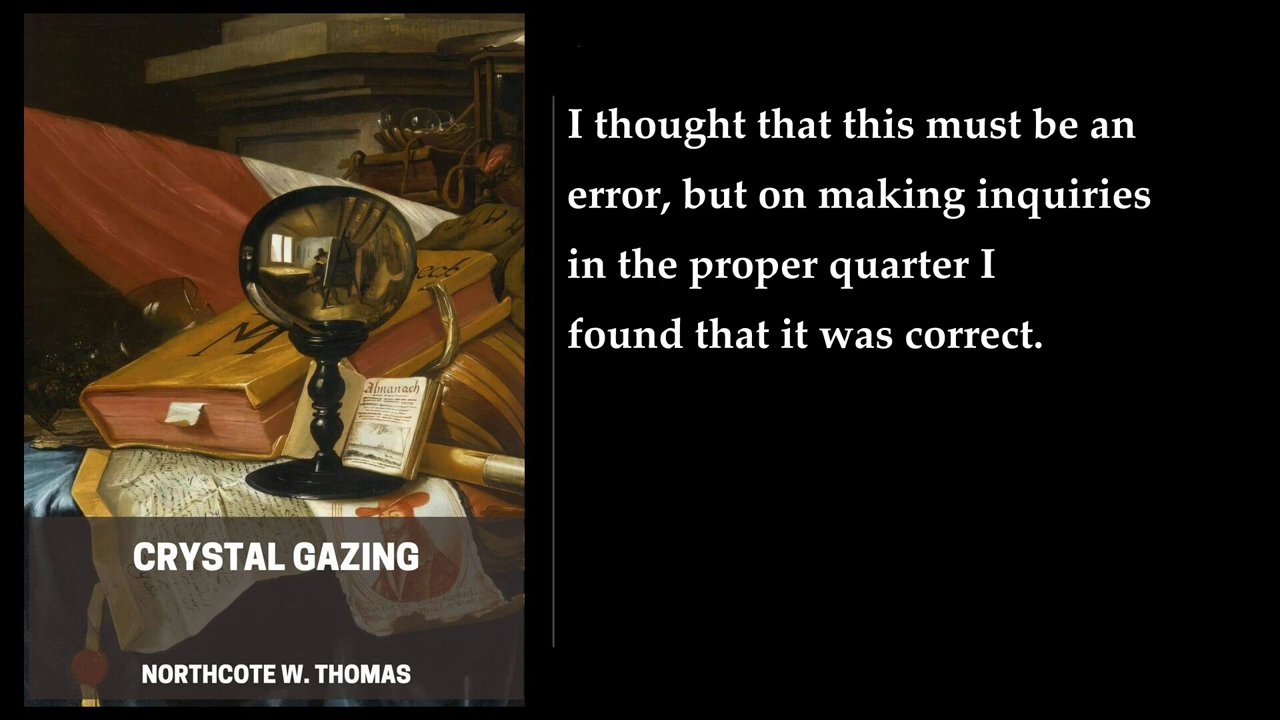 I thought that this must be an
error, but on making inquiries
in the proper quarter I
found that it was correct.
M
Almanach
CRYSTAL GAZING
NORTHCOTE W. THOMAS